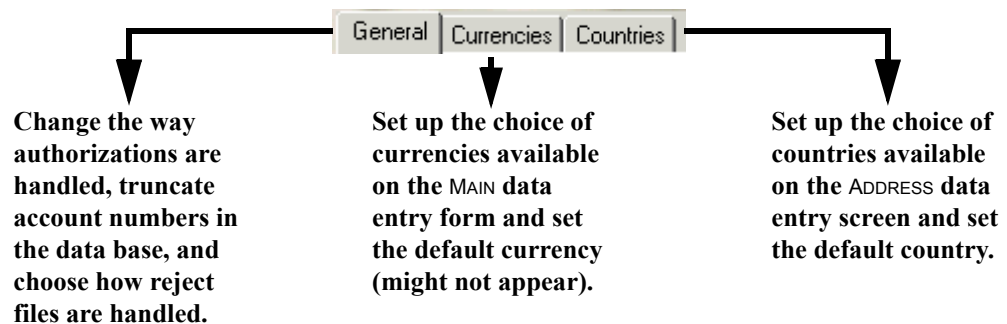 General Currencies Countries
Change the way
authorizations are
handled, truncate
account numbers in
the data base, and
choose how reject
files are handled.
Set up the choice of
currencies available
on the MAIN data
entry form and set
the default currency
(might not appear).
Set up the choice of
countries available
on the ADDRESS data
entry screen and set
the default country.